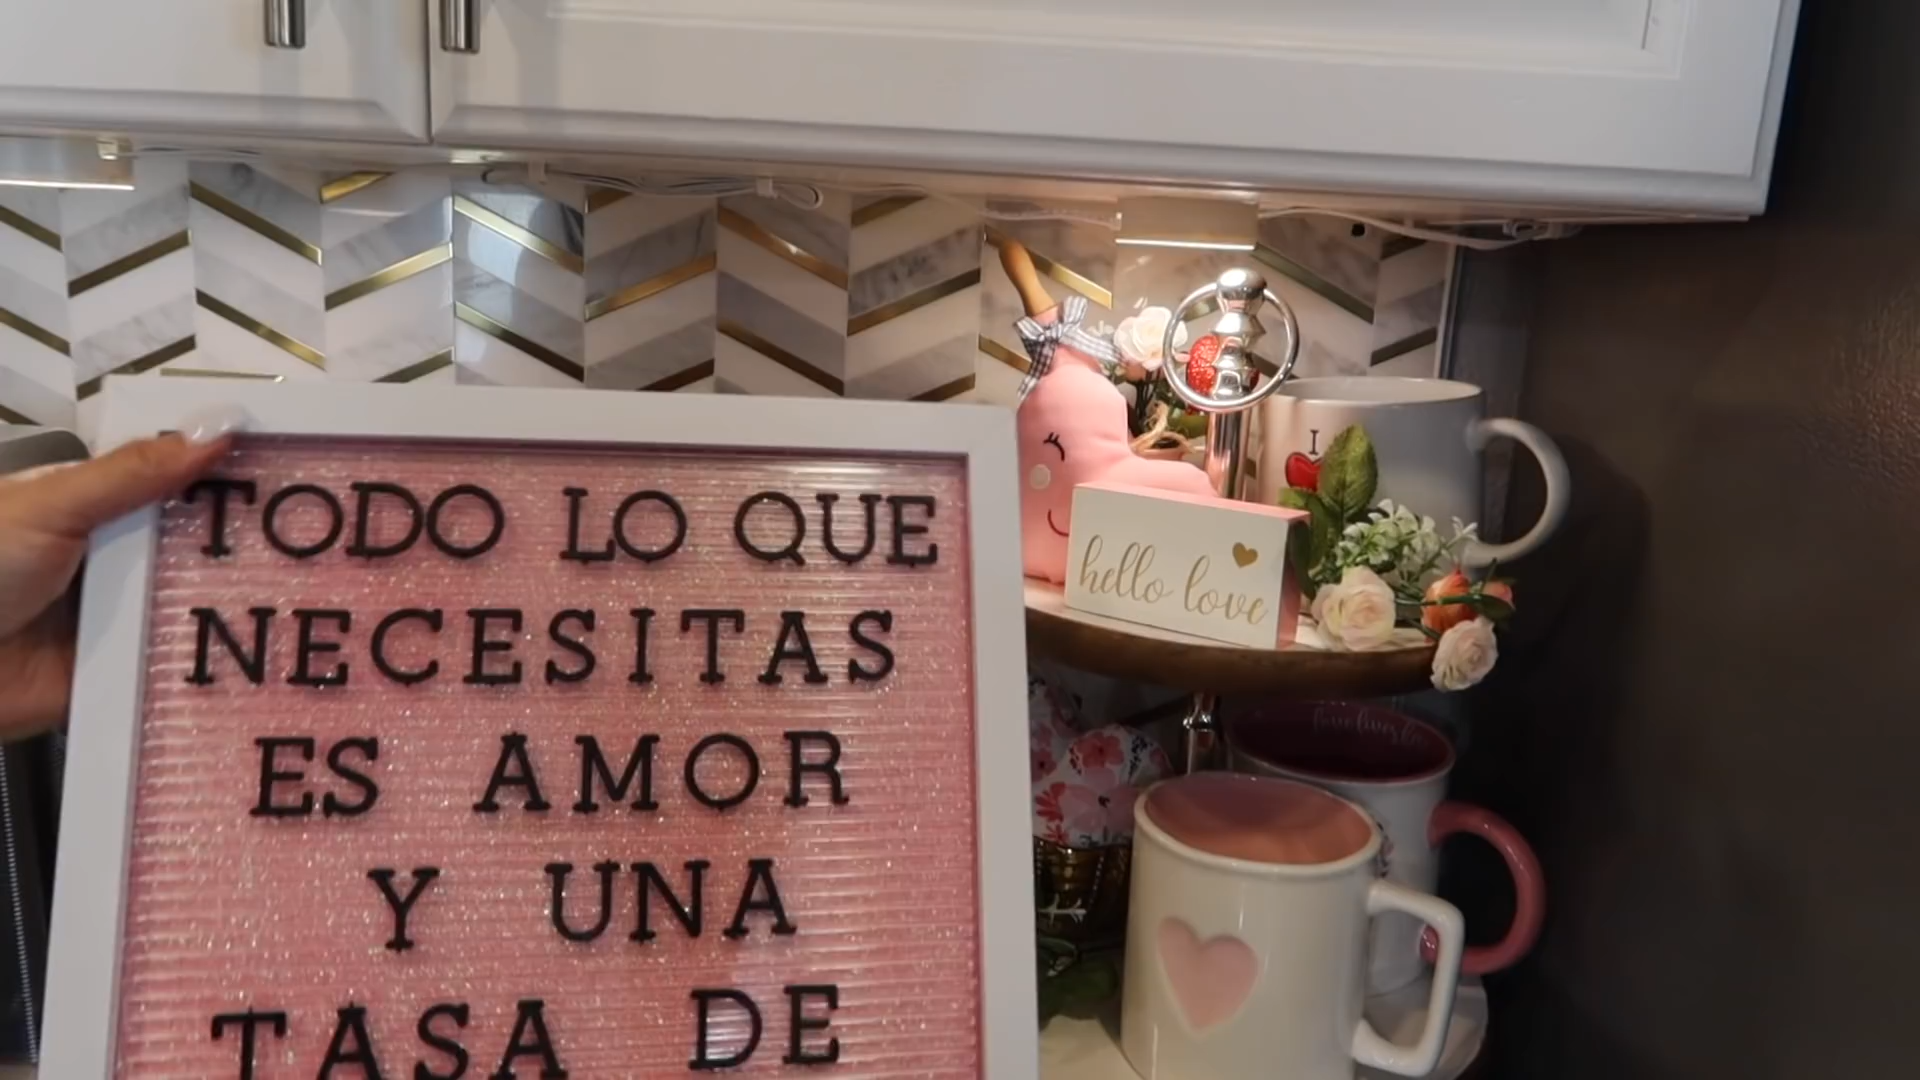 TODO LO QUE
NECESITAS
ES AMOR
Y UNA
TASA DE
hello love
I